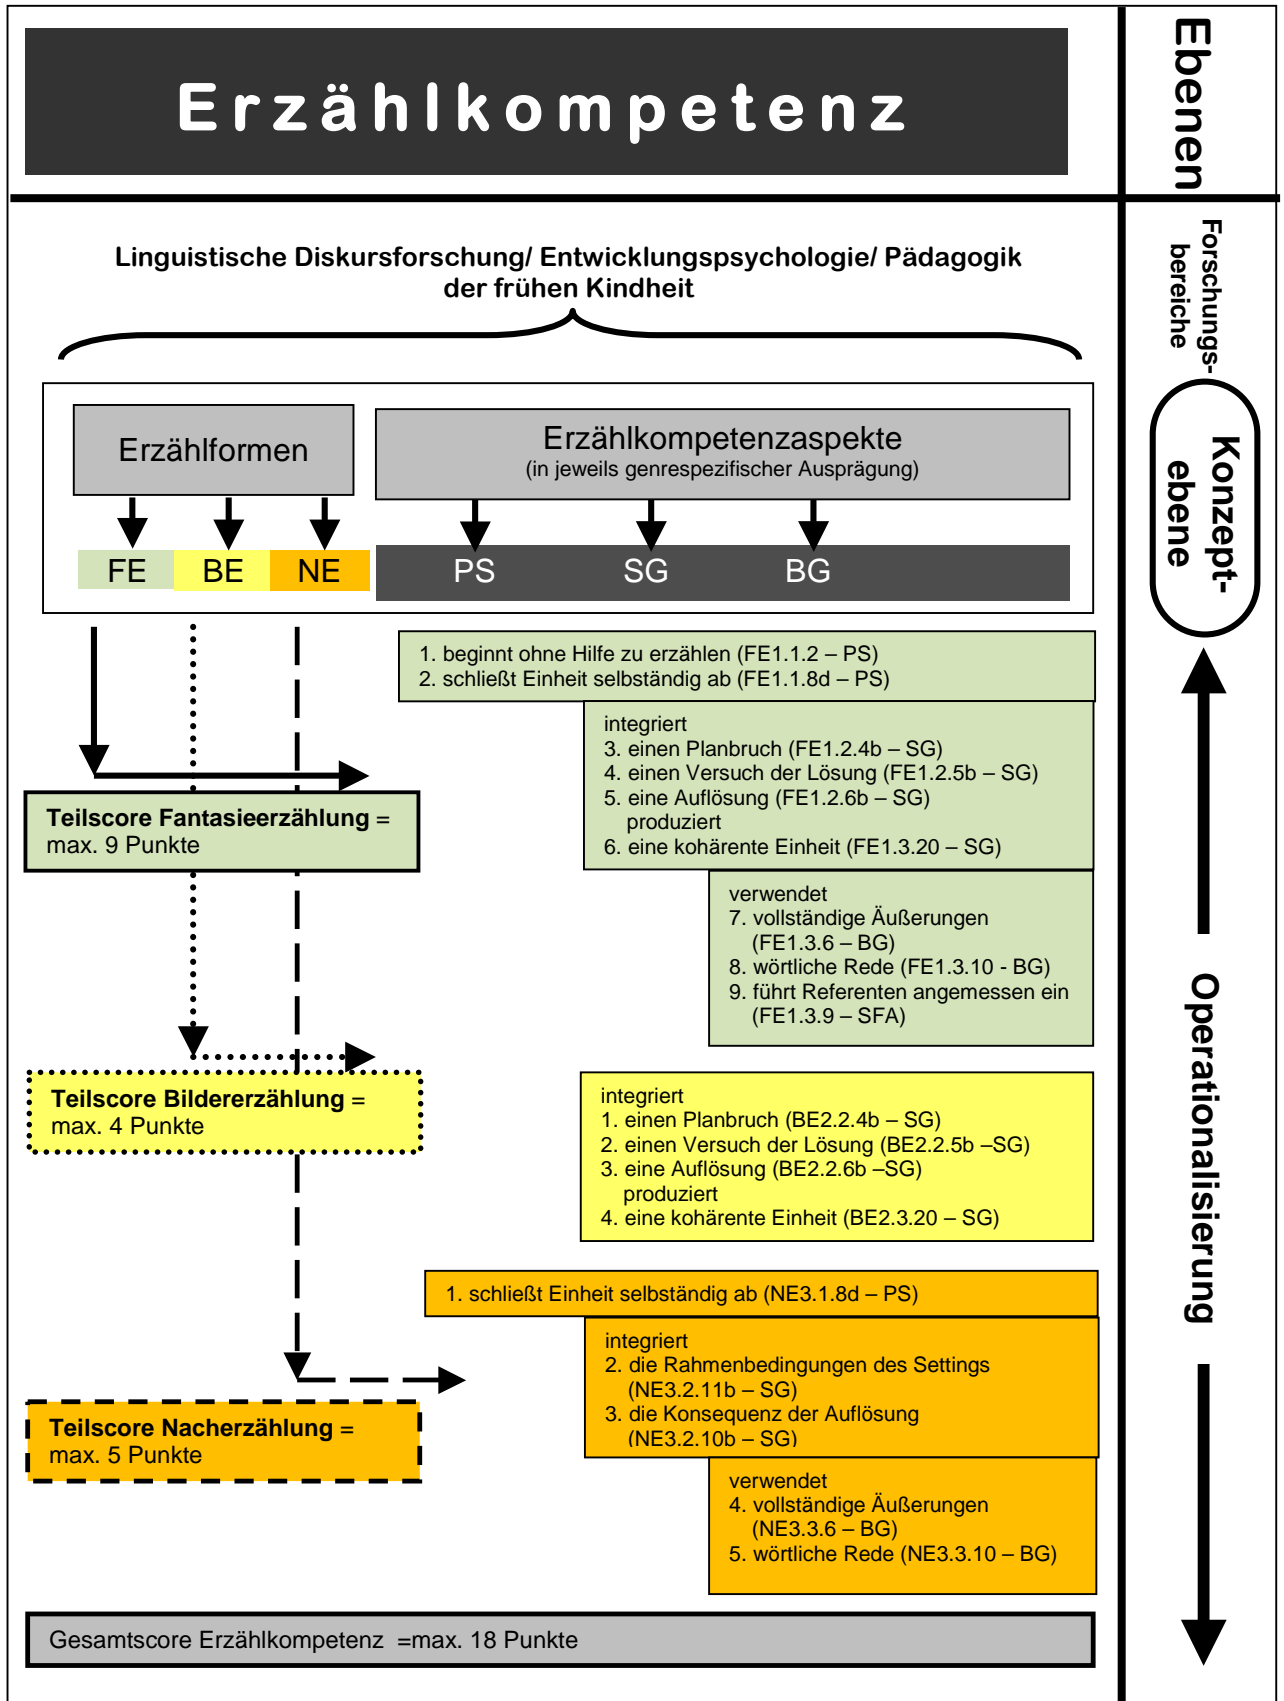 Erzählkompetenz
Ebenen
Linguistische Diskursforschung/ Entwicklungspsychologie/ Pädagogik
der frühen Kindheit
Forschungs-
bereiche
Erzählformen
Erzählkompetenzaspekte
(in jeweils genrespezifischer Ausprägung)
Konzept-
ebene
FE BE NE PS SG BG
1. beginnt ohne Hilfe zu erzählen (FE1.1.2 – PS)
2. schließt Einheit selbständig ab (FE1.1.8d – PS)
integriert
3. einen Planbruch (FE1.2.4b – SG)
4. einen Versuch der Lösung (FE1.2.5b – SG)
5. eine Auflösung (FE1.2.6b – SG)
produziert
6. eine kohärente Einheit (FE1.3.20 – SG)
Teilscore Fantasieerzählung =
max. 9 Punkte
verwendet
7. vollständige Äußerungen
(FE1.3.6 – BG)
8. wörtliche Rede (FE1.3.10 - BG)
9. führt Referenten angemessen ein
(FE1.3.9 – SFA)
Operationalisierung
Teilscore Bildererzählung =
max. 4 Punkte
integriert
1. einen Planbruch (BE2.2.4b – SG)
2. einen Versuch der Lösung (BE2.2.5b –SG)
3. eine Auflösung (BE2.2.6b –SG)
produziert
4. eine kohärente Einheit (BE2.3.20 – SG)
1. schließt Einheit selbständig ab (NE3.1.8d – PS)
integriert
2. die Rahmenbedingungen des Settings
(NE3.2.11b – SG)
3. die Konsequenz der Auflösung
(NE3.2.10b – SG)
Teilscore Nacherzählung =
max. 5 Punkte
verwendet
4. vollständige Äußerungen
(NE3.3.6 – BG)
5. wörtliche Rede (NE3.3.10 – BG)
Gesamtscore Erzählkompetenz =max. 18 Punkte